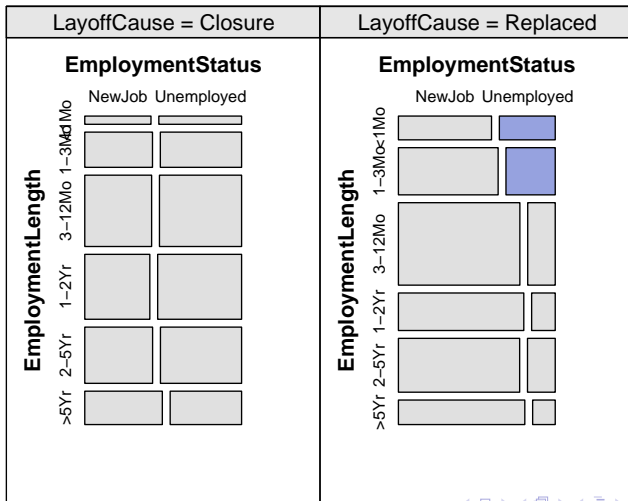 LayoffCause = Closure
EmploymentStatus
NewJob Unemployed
EmploymentLength
<1Mo
1−3Mo
3−12Mo
1−2Yr
2−5Yr
>5Yr
LayoffCause = Replaced
EmploymentStatus
NewJob Unemployed
EmploymentLength
<1Mo
1−3Mo
3−12Mo
1−2Yr
2−5Yr
>5Yr